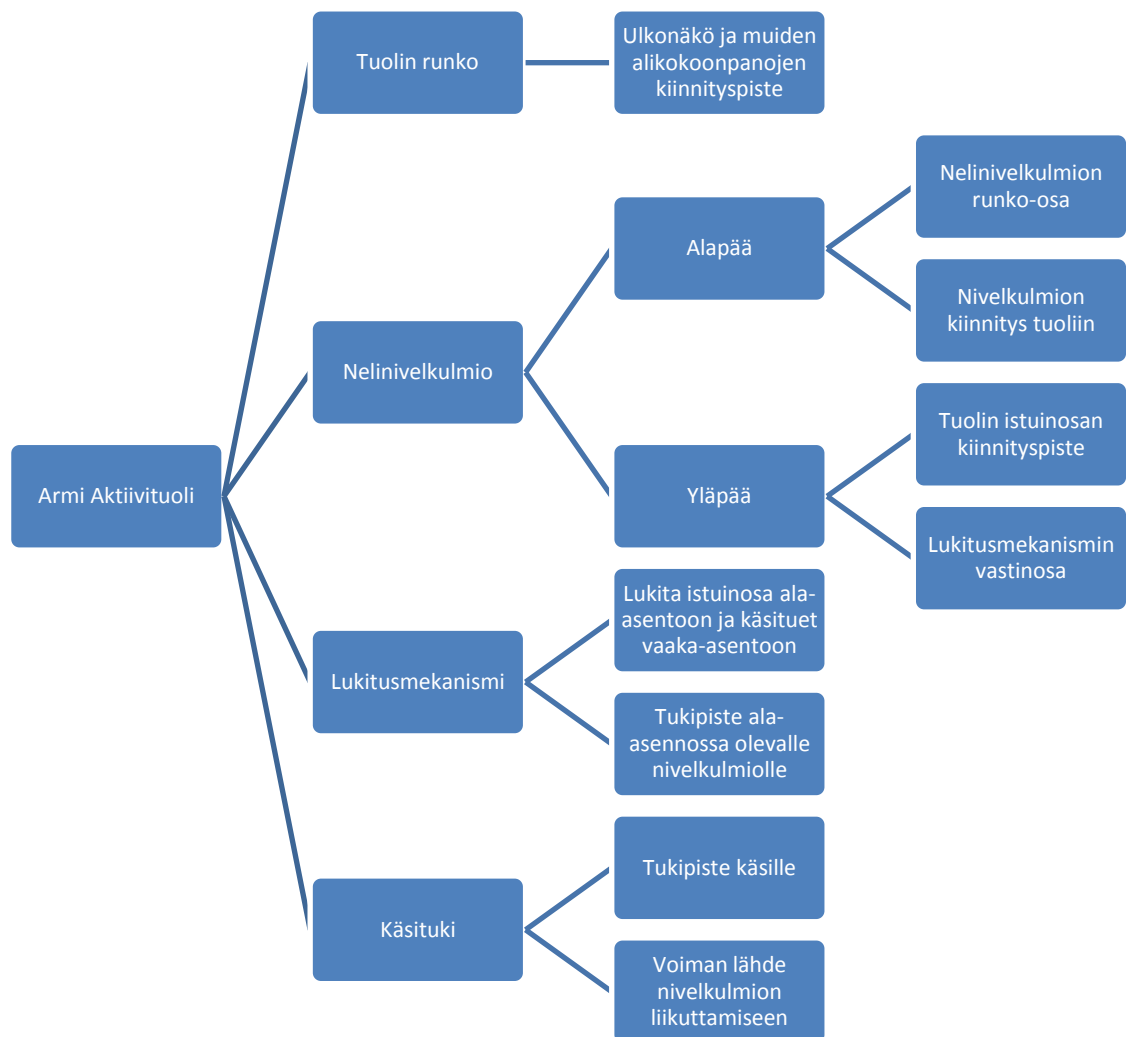 Tuolin runko
Ulkonäkö ja muiden
alikokoonpanojen
kiinnityspiste
Nelinivelkulmion
runko-osa
Alapää
Nivelkulmion
kiinnitys tuoliin
Nelinivelkulmio
Tuolin istuinosan
kiinnityspiste
Armi Aktiivituoli
Yläpää
Lukitusmekanismin
vastinosa
Lukita istuinosa ala-
asentoon ja käsituet
vaaka-asentoon
Lukitusmekanismi
Tukipiste ala-
asennossa olevalle
nivelkulmiolle
Tukipiste käsille
Käsituki
Voiman lähde
nivelkulmion
liikuttamiseen